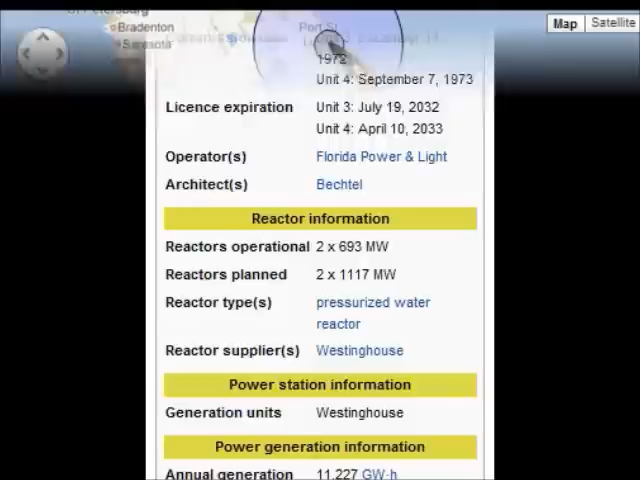 St. Petersburg
Bradenton
Sarasota
Port St.
Map
Satellite
1972
Unit 4: September 7, 1973
Licence expiration
Unit 3: July 19, 2032
Unit 4: April 10, 2033
Operator(s)
Florida Power & Light
Architect(s)
Bechtel
Reactor information
Reactors operational 2 x 693 MW
Reactors planned 2 x 1117 MW
Reactor type(s)
pressurized water
reactor
Reactor supplier(s) Westinghouse
Power station information
Generation units Westinghouse
Power generation information
Annual generation 11,227 GW·h